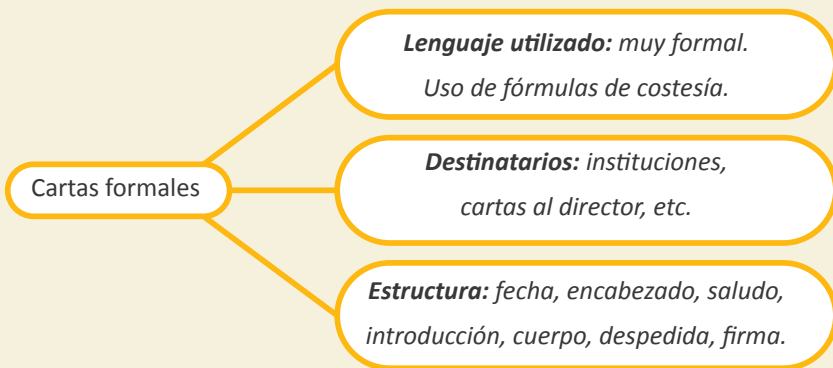 Lenguaje utilizado: muy formal.
Uso de fórmulas de costesía.
Cartas formales
Destinatarios: instituciones,
cartas al director, etc.
Estructura: fecha, encabezado, saludo,
introducción, cuerpo, despedida, firma.